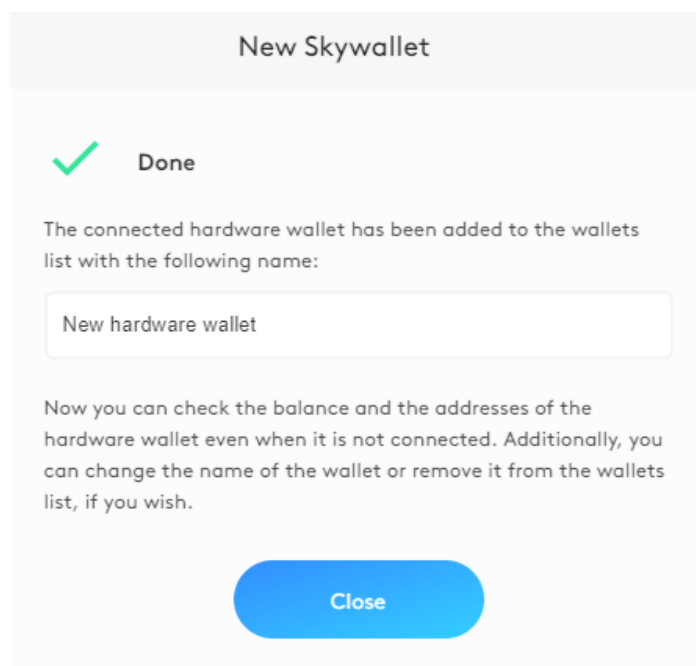 New Skywallet
Done
The connected hardware wallet has been added to the wallets
list with the following name:
New hardware wallet
Now you can check the balance and the addresses of the
hardware wallet even when it is not connected. Additionally, you
can change the name of the wallet or remove it from the wallets
list, if you wish.
Close